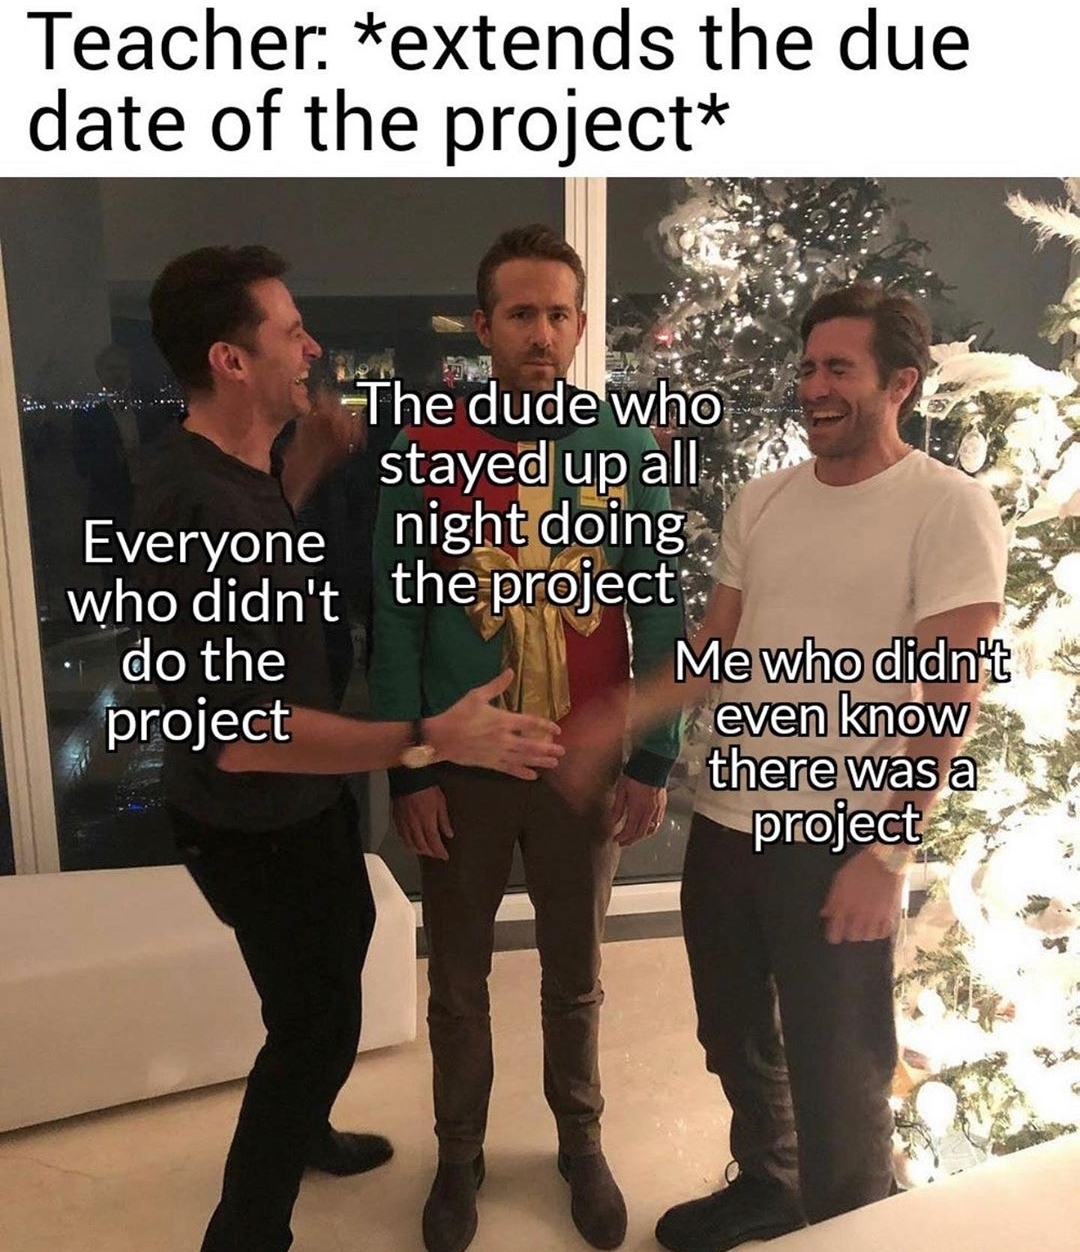 Teacher: *extends the due
date of the project*
The dude who
stayed up all
night doing
the project
Everyone
who didn't
do the
project
Me who didn't
even know
there was a
project